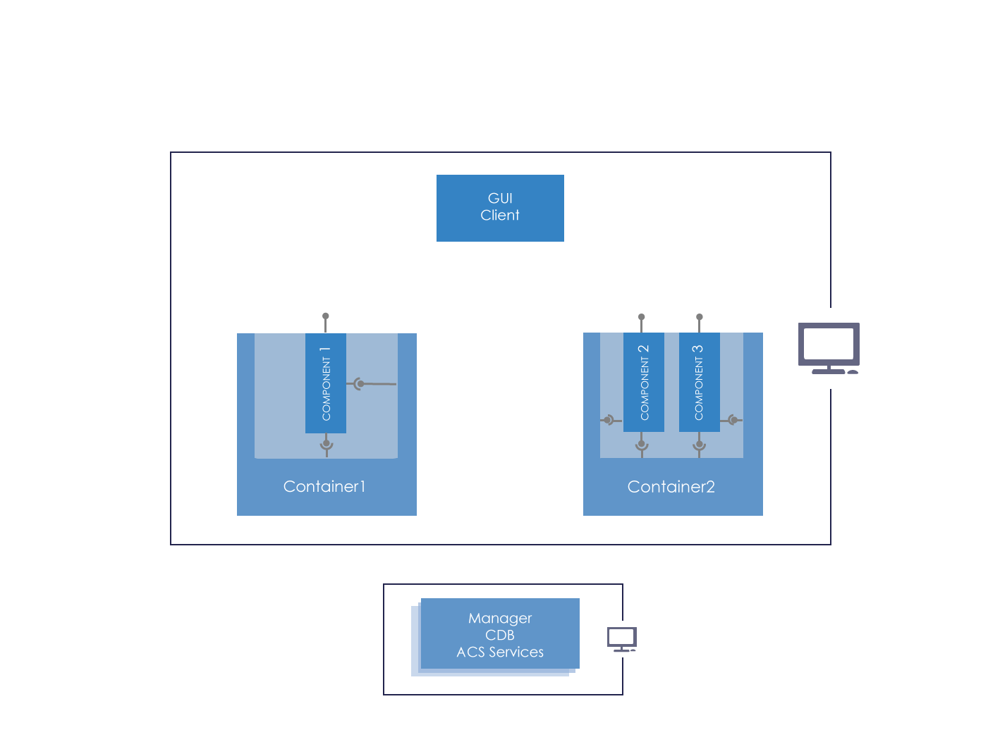 GUI
Client
COMPONENT 1
COMPONENT 2
COMPONENT 3
Container1
Container2
Manager
CDB
ACS Services